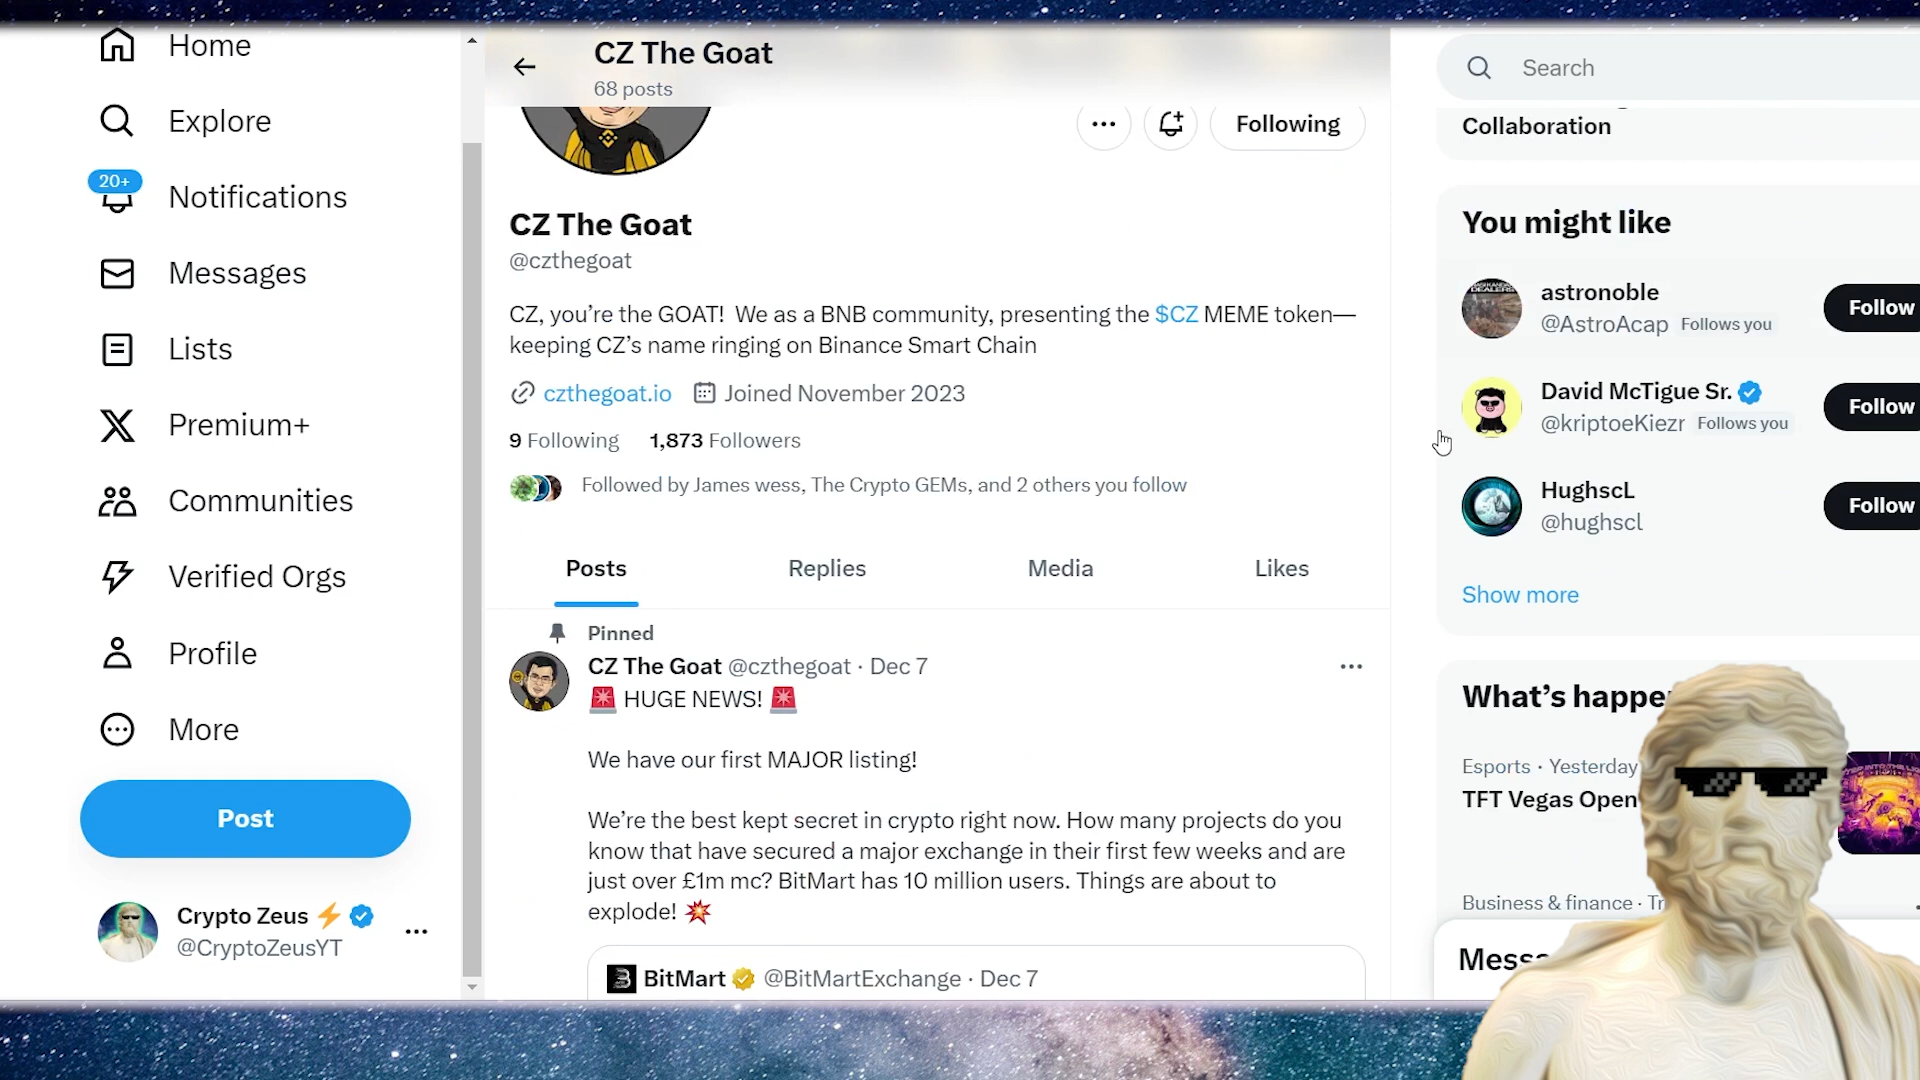 Home
Explore
20+
Notifications
Messages
Lists
Premium+
Communities
Verified Orgs
Profile
More
Post
Crypto Zeus
@CryptoZeusYT
CZ The Goat
68 posts
Following
CZ The Goat
@czthegoat
CZ, you’re the GOAT! We as a BNB community, presenting the $CZ MEME token—
keeping CZ’s name ringing on Binance Smart Chain
czthegoat.io Joined November 2023
9 Following 1,873 Followers
Followed by James wess, The Crypto GEMs, and 2 others you follow
Posts Replies Media Likes
Pinned
CZ The Goat @czthegoat · Dec 7
HUGE NEWS!
We have our first MAJOR listing!
We’re the best kept secret in crypto right now. How many projects do you
know that have secured a major exchange in their first few weeks and are
just over £1m mc? BitMart has 10 million users. Things are about to
explode!
BitMart @BitMartExchange · Dec 7
Search
Collaboration
You might like
astronoble
@AstroAcap Follows you
Follow
David McTigue Sr.
@kriptoeKiezr Follows you
Follow
HughscL
@hughscl
Follow
Show more
What’s happe
Esports · Yesterday
TFT Vegas Open
Business & finance · Tr
Mess